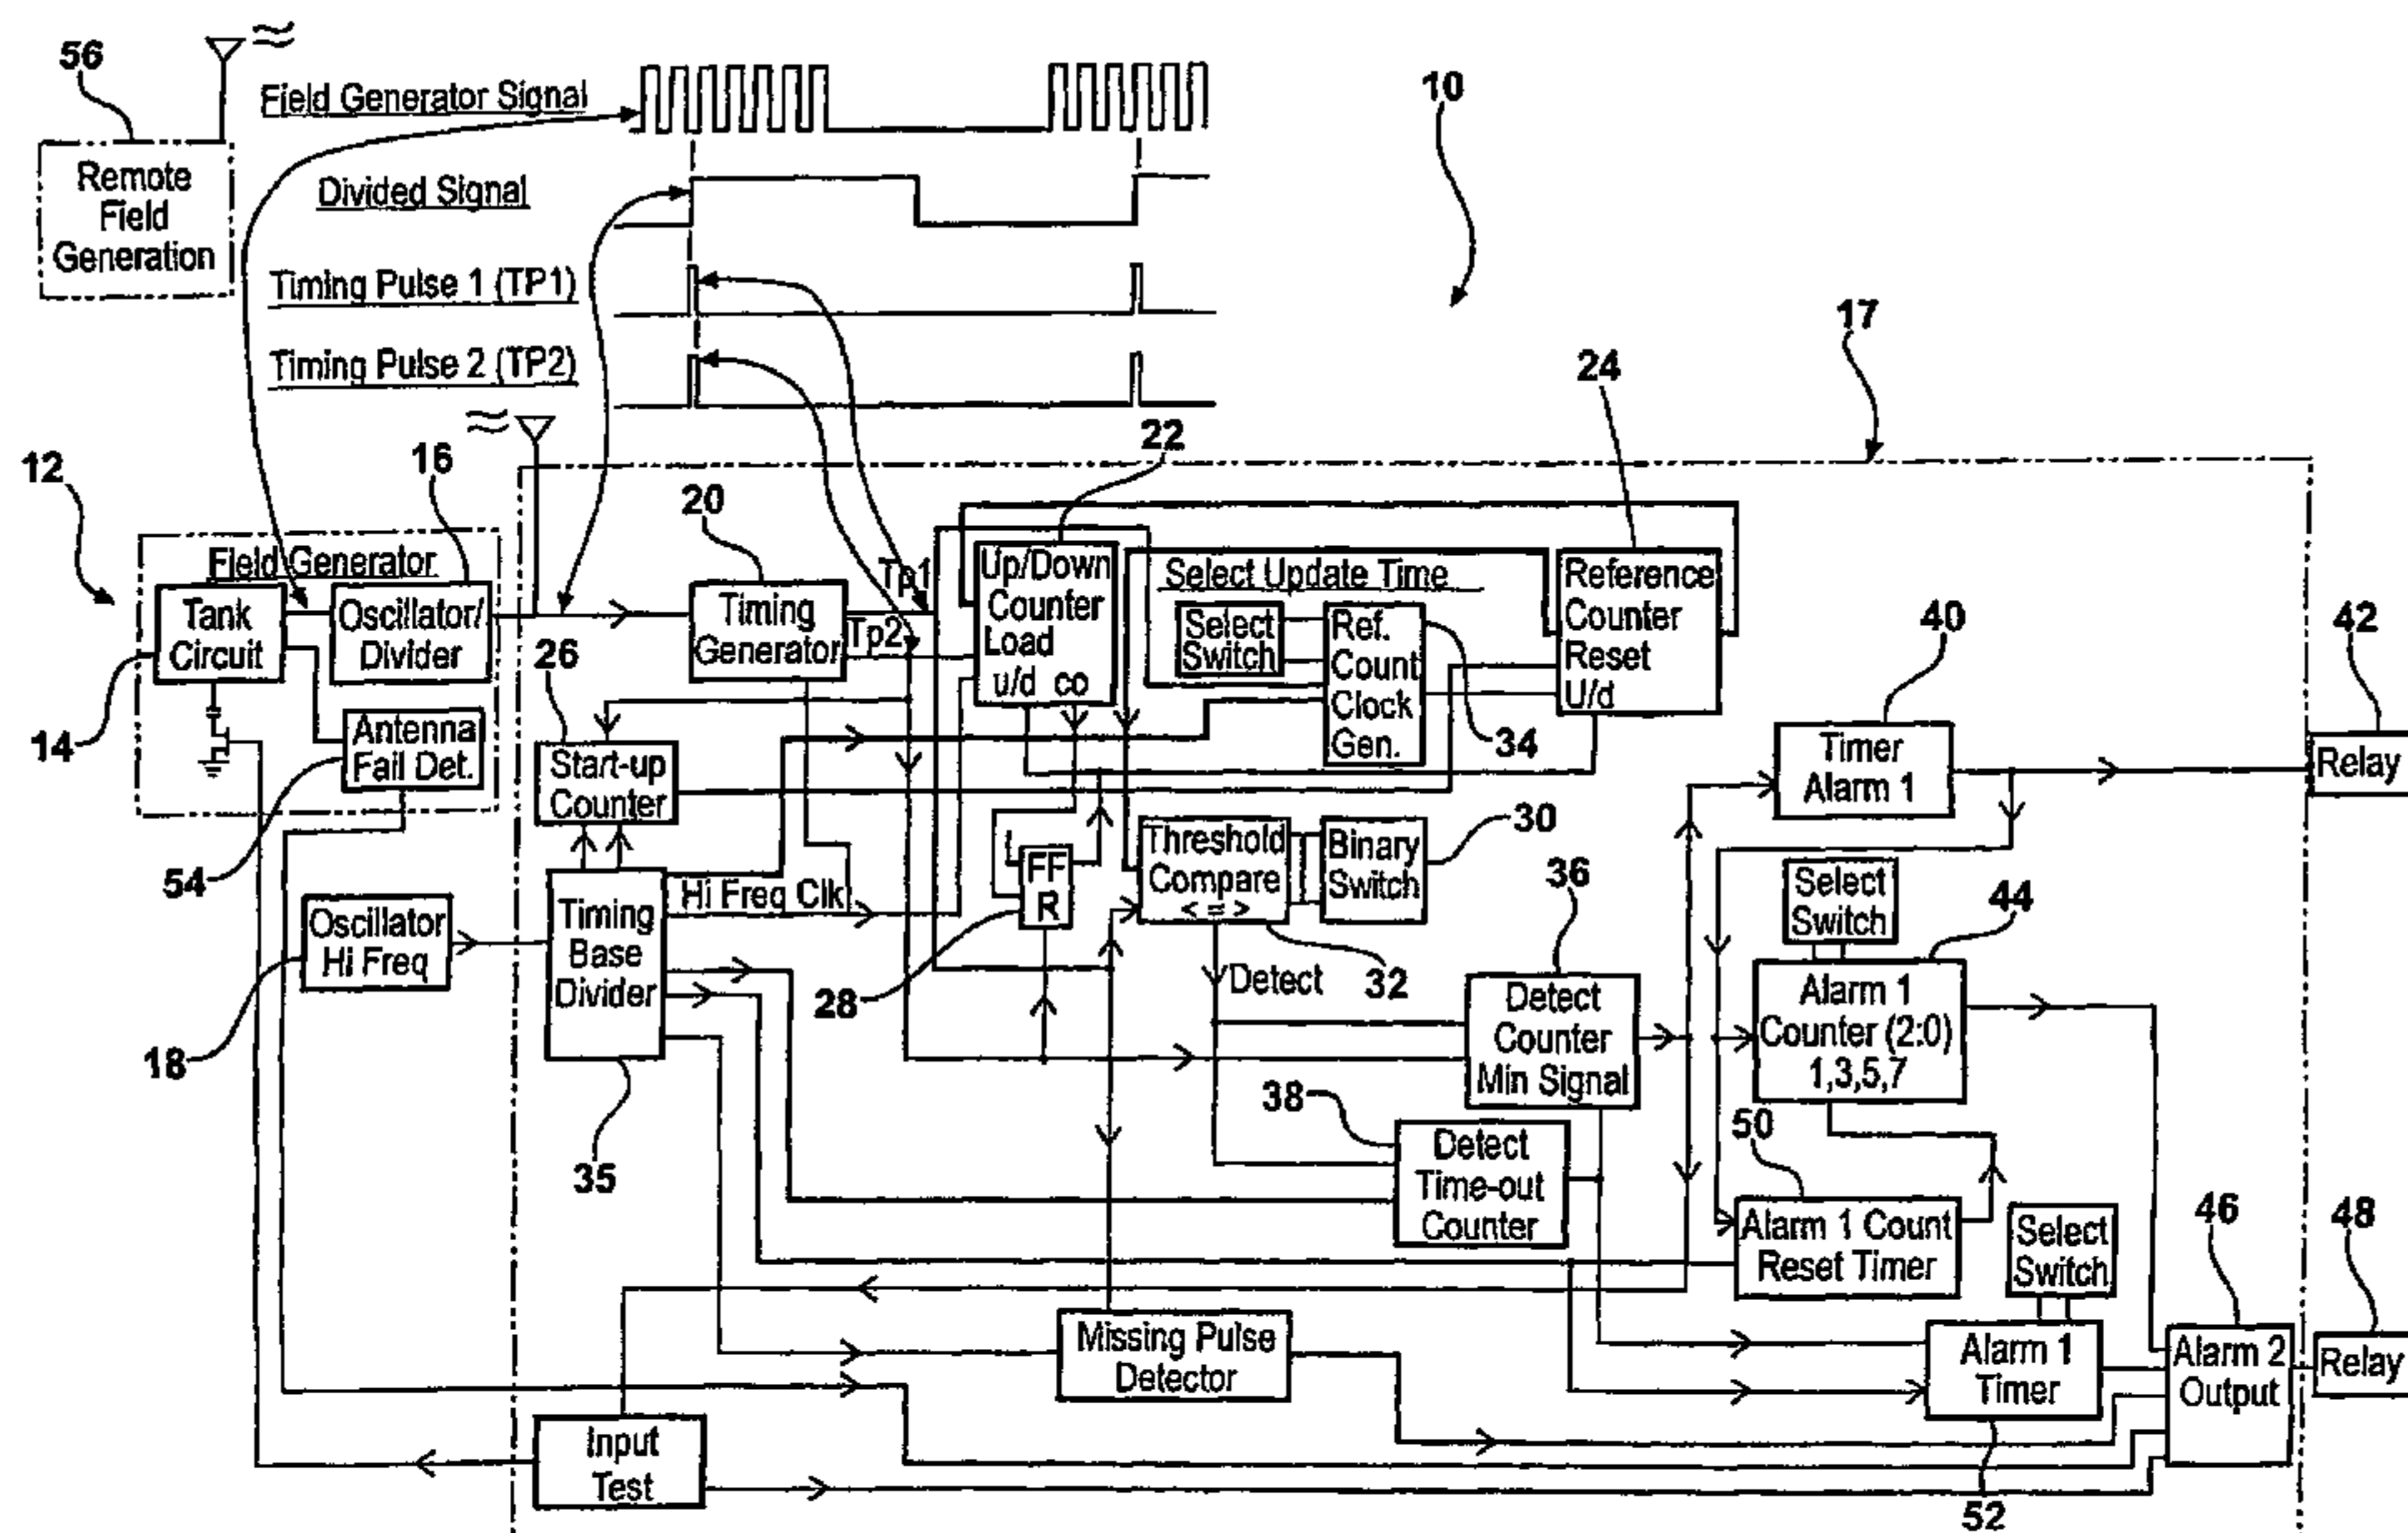 56
Remote
Field
Generation
Field Generator Signal
Divided Signal
Timing Pulse 1 (TP1)
Timing Pulse 2 (TP2)
10
17
12
Field Generator
14
Tank
Circuit
16
Oscillator/
Divider
54
Antenna
Fail Det.
18
Oscillator
Hi Freq
20
Timing
Generator
Tp1
Tp2
22
Up/Down
Counter
Load
u/d co
Select Update Time
Select
Switch
Ref.
Count
Clock
Gen.
34
24
Reference
Counter
Reset
U/d
26
Start-up
Counter
Hi Freq Clk
Timing
Base
Divider
35
FF
R
28
Threshold
Compare
< = >
32
Binary
Switch
30
Detect
36
Detect
Counter
Min Signal
38
Detect
Time-out
Counter
40
Timer
Alarm 1
42
Relay
Select
Switch
44
Alarm 1
Counter (2:0)
1,3,5,7
50
Alarm 1 Count
Reset Timer
Select
Switch
Alarm 1
Timer
52
46
Alarm 2
Output
48
Relay
Missing Pulse
Detector
Input
Test